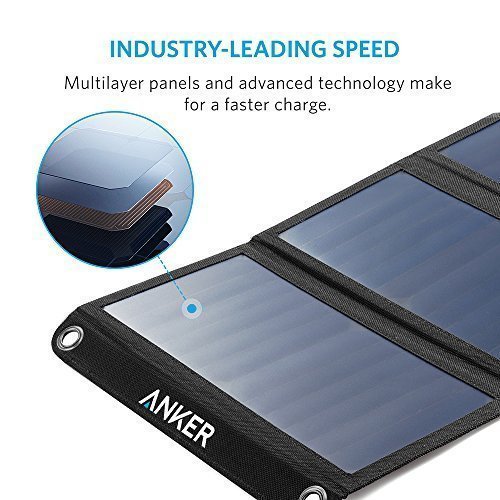 INDUSTRY-LEADING SPEED
Multilayer panels and advanced technology make
for a faster charge.
ANKER